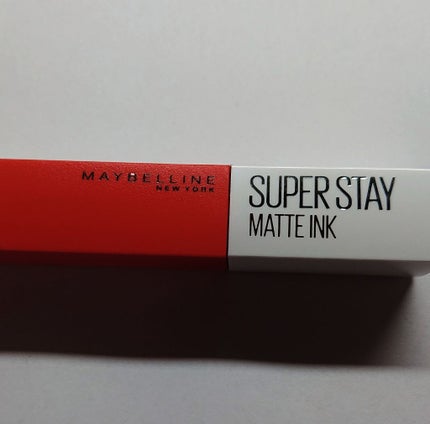 MAYBELLINE
NEW YORK
SUPER STAY
MATTE INK